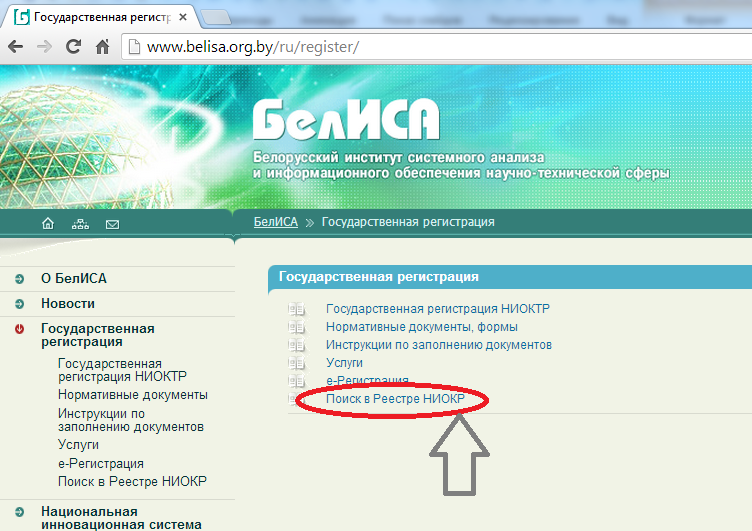 Государственная регистр
www.belisa.org.by/ru/register/
БелИСА
Белорусский институт системного анализа
и информационного обеспечения научно-технической сферы
БелИСА » Государственная регистрация
О БелИСА
Новости
Государственная
регистрация
Государственная
регистрация НИОКТР
Нормативные документы
Инструкции по
заполнению документов
Услуги
е-Регистрация
Поиск в Реестре НИОКР
Национальная
инновационная система
Государственная регистрация
Государственная регистрация НИОКТР
Нормативные документы, формы
Инструкции по заполнению документов
Услуги
е-Регистрация
Поиск в Реестре НИОКР